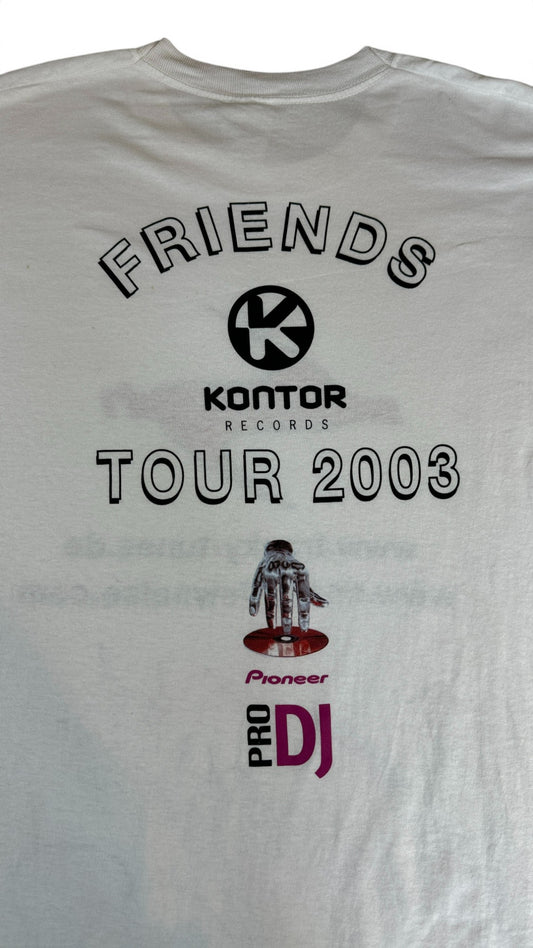 FRIENDS
K
KONTOR
RECORDS
TOUR 2003
Pioneer
PRO DJ